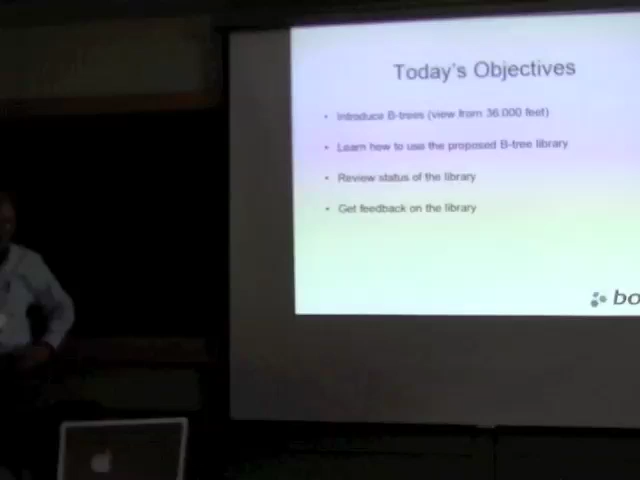 Today's Objectives
• Introduce B-trees (view from 36,000 feet)
• Learn how to use the proposed B-tree library
• Review status of the library
• Get feedback on the library
bo